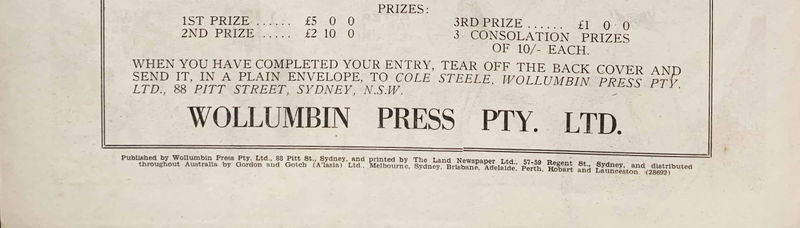 PRIZES:
1ST PRIZE ...... £5 0 0
2ND PRIZE ..... £2 10 0
3RD PRIZE ...... £1 0 0
3 CONSOLATION PRIZES
OF 10/- EACH.
WHEN YOU HAVE COMPLETED YOUR ENTRY, TEAR OFF THE BACK COVER AND
SEND IT, IN A PLAIN ENVELOPE, TO COLE STEELE, WOLLUMBIN PRESS PTY.
LTD., 88 PITT STREET, SYDNEY, N.S.W.
WOLLUMBIN PRESS PTY. LTD.
Published by Wollumbin Press Pty. Ltd., 88 Pitt St., Sydney, and printed by The Land Newspaper Ltd., 57-59 Regent St., Sydney, and distributed
throughout Australia by Gordon and Gotch (A'lasia) Ltd., Melbourne, Sydney, Brisbane, Adelaide, Perth, Hobart and Launceston. (28692)